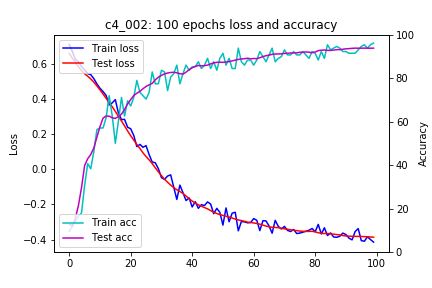 c4_002: 100 epochs loss and accuracy
Train loss
Test loss
Train acc
Test acc
Loss
0.6
0.4
0.2
0.0
−0.2
−0.4
Accuracy
100
80
60
40
20
0
0
20
40
60
80
100